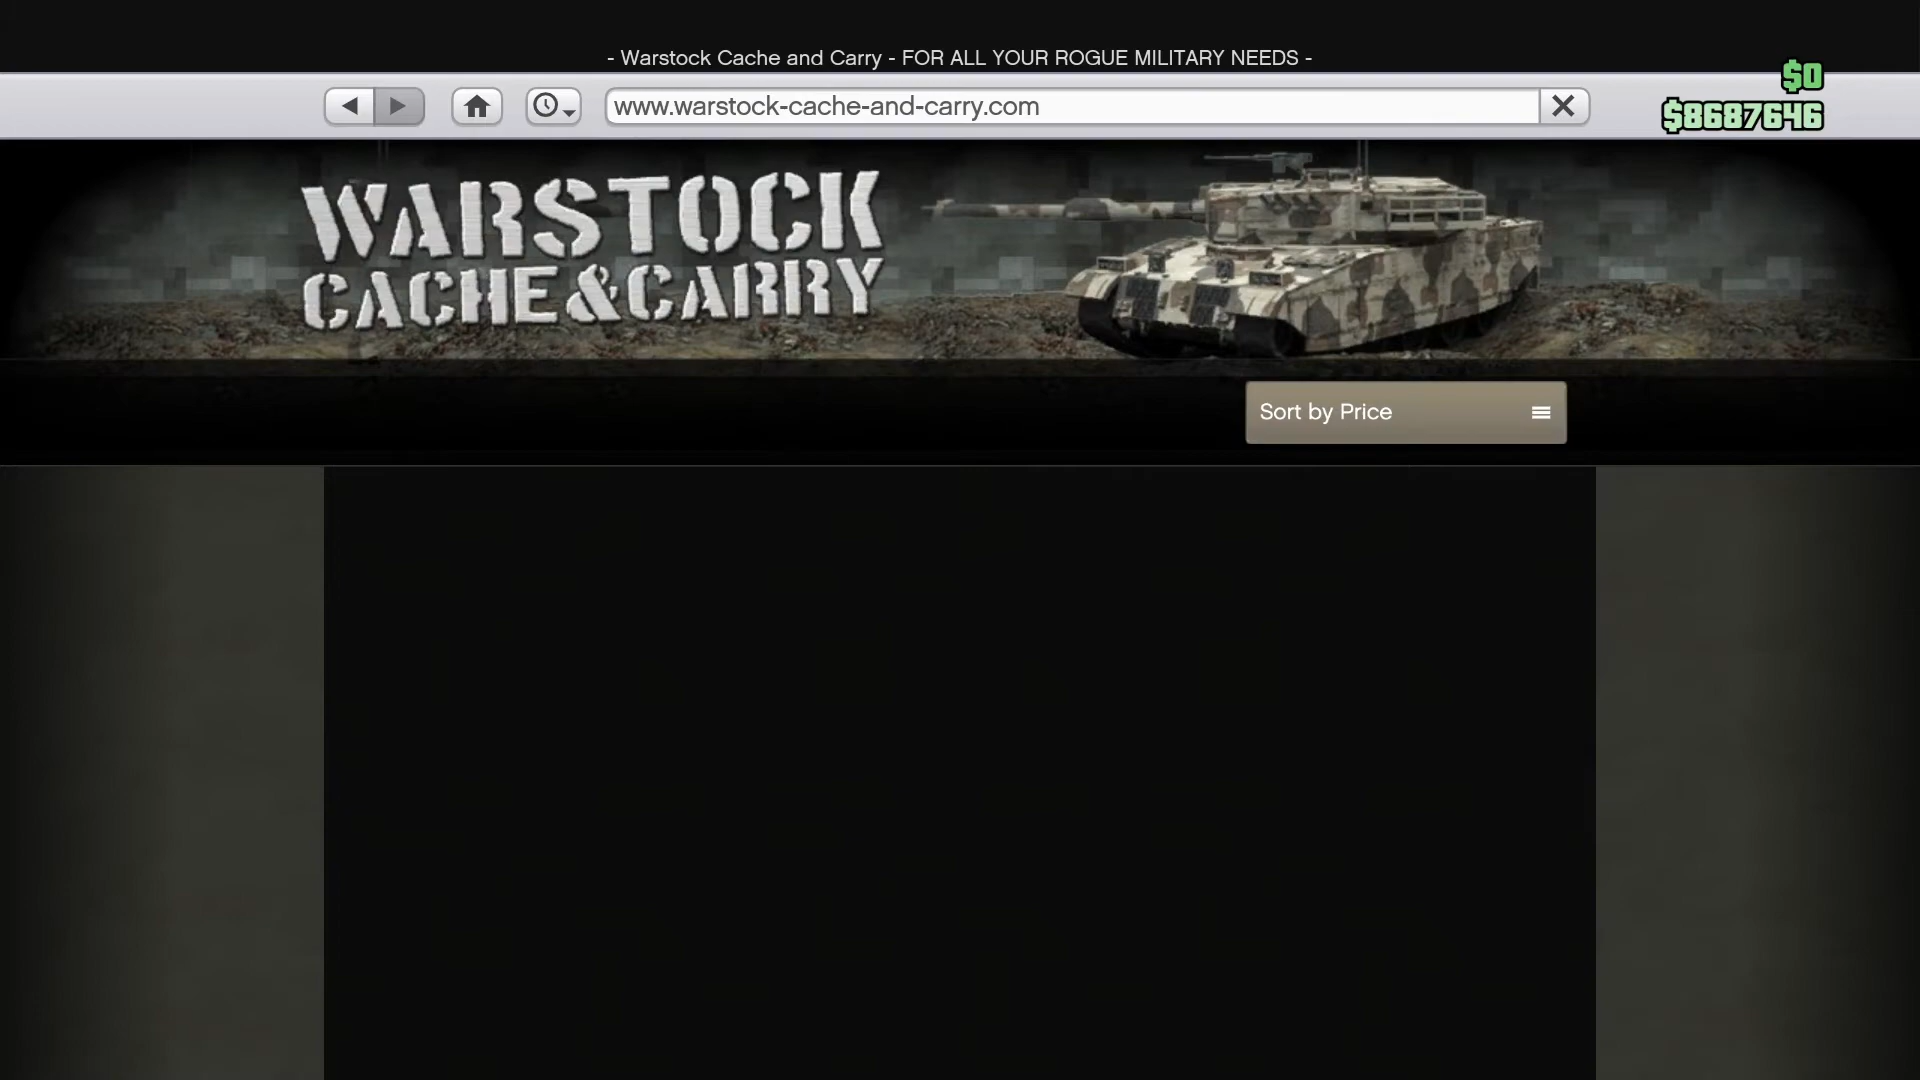 - Warstock Cache and Carry - FOR ALL YOUR ROGUE MILITARY NEEDS -
$0
www.warstock-cache-and-carry.com
$8687646
WARSTOCK
CACHE & CARRY
Sort by Price